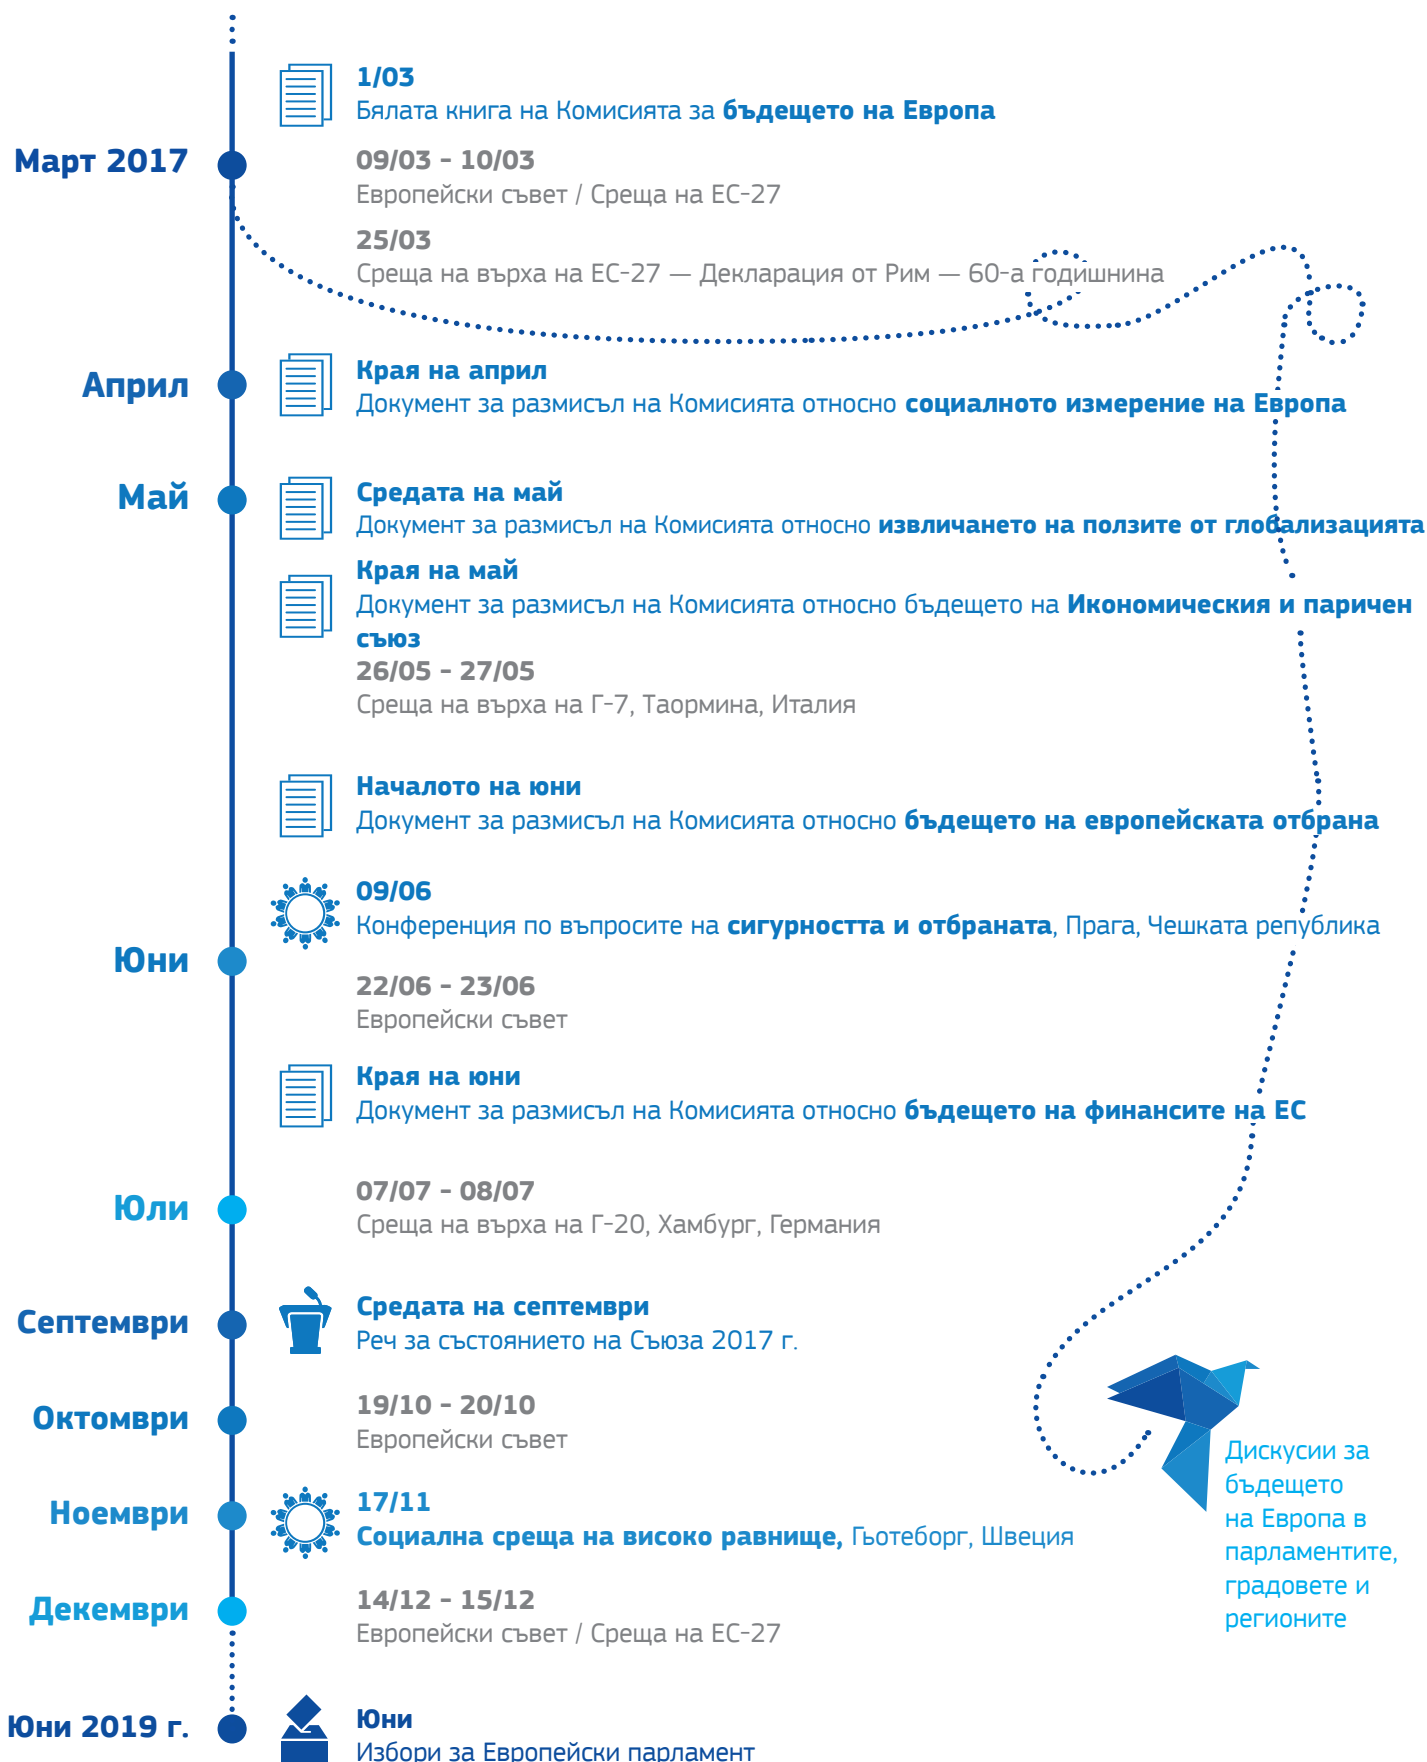 Март 2017
1/03
Бялата книга на Комисията за бъдещето на Европа
09/03 - 10/03
Европейски съвет / Среща на ЕС-27
25/03
Среща на върха на ЕС-27 — Декларация от Рим — 60-а годишнина
Април
Края на април
Документ за размисъл на Комисията относно социалното измерение на Европа
Май
Средата на май
Документ за размисъл на Комисията относно извличането на ползите от глобализацията
Края на май
Документ за размисъл на Комисията относно бъдещето на Икономическия и паричен
съюз
26/05 - 27/05
Среща на върха на Г-7, Таормина, Италия
Юни
Началото на юни
Документ за размисъл на Комисията относно бъдещето на европейската отбрана
09/06
Конференция по въпросите на сигурността и отбраната, Прага, Чешката република
22/06 - 23/06
Европейски съвет
Края на юни
Документ за размисъл на Комисията относно бъдещето на финансите на ЕС
Юли
07/07 - 08/07
Среща на върха на Г-20, Хамбург, Германия
Септември
Средата на септември
Реч за състоянието на Съюза 2017 г.
Октомври
19/10 - 20/10
Европейски съвет
Ноември
17/11
Социална среща на високо равнище, Гьотеборг, Швеция
Декември
14/12 - 15/12
Европейски съвет / Среща на ЕС-27
Юни 2019 г.
Юни
Избори за Европейски парламент
Дискусии за
бъдещето
на Европа в
парламентите,
градовете и
регионите